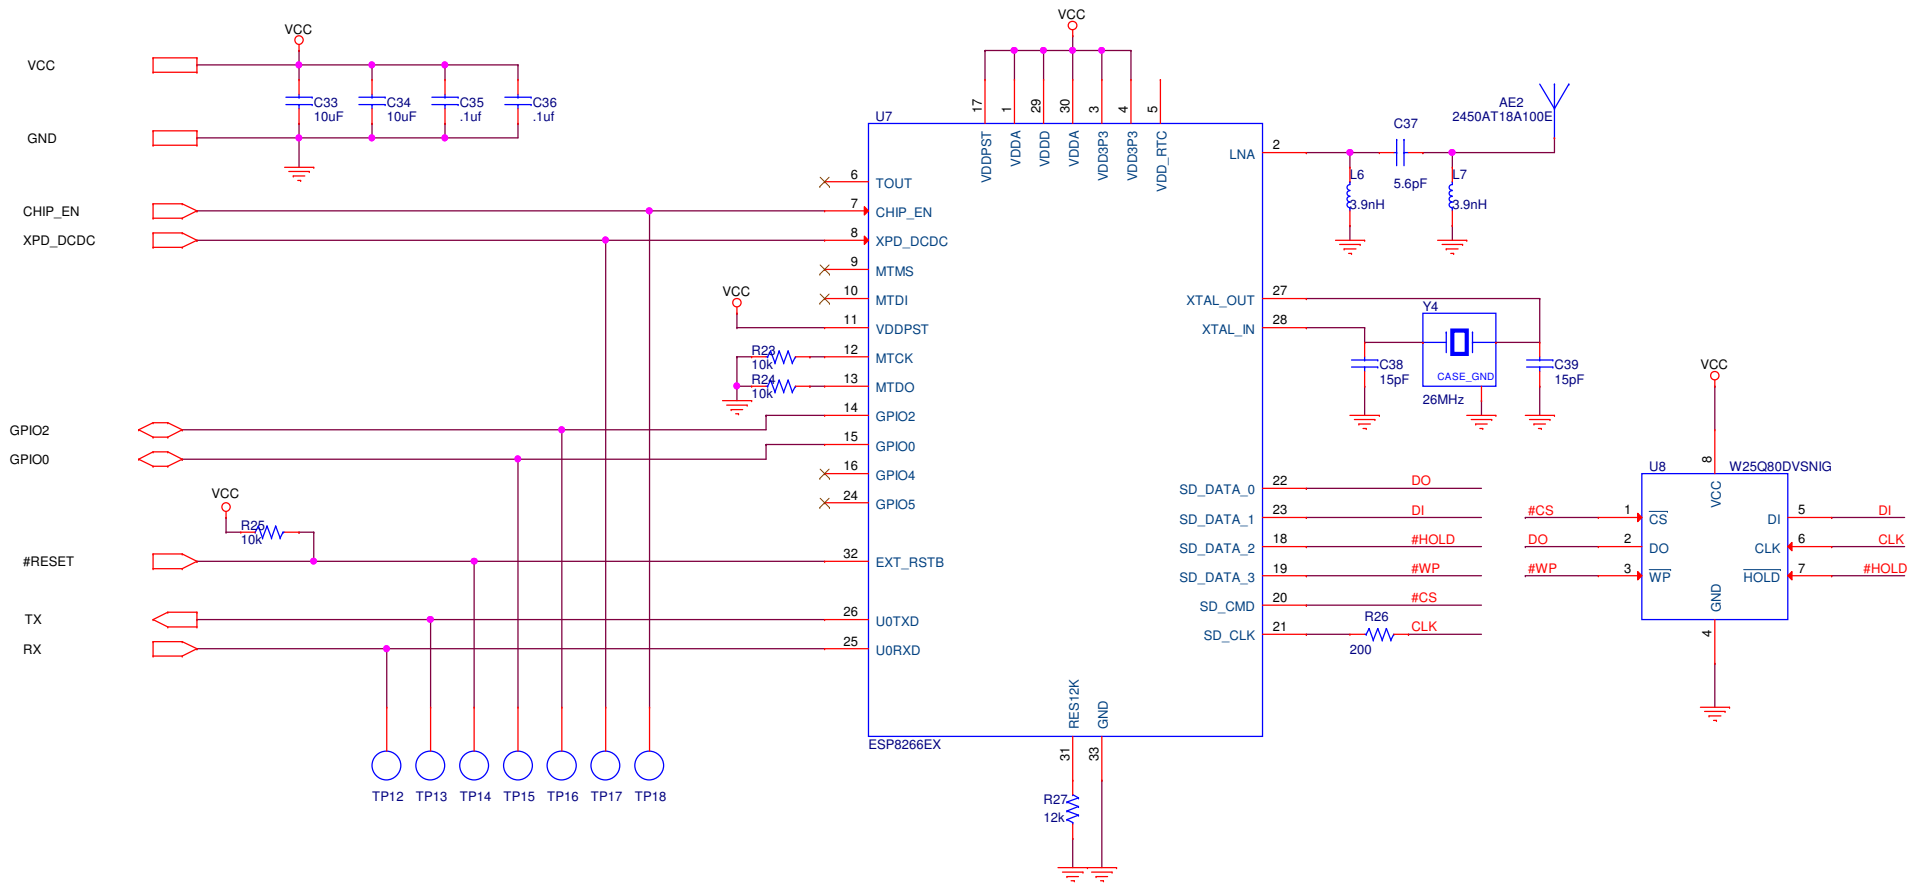 VCC
VCC
C33
10uF
C34
10uF
C35
.1uf
C36
.1uf
GND
CHIP_EN
XPD_DCDC
GPIO2
GPIO0
VCC
R25
10k
#RESET
TX
RX
TP12
TP13
TP14
TP15
TP16
TP17
TP18
VCC
R23
10k
R24
10k
VCC
U7
17
1
29
30
3
4
5
VDDPST
VDDA
VDDD
VDDA
VDD3P3
VDD3P3
VDD_RTC
6
TOUT
7
CHIP_EN
8
XPD_DCDC
9
MTMS
10
MTDI
11
VDDPST
12
MTCK
13
MTDO
14
GPIO2
15
GPIO0
16
GPIO4
24
GPIO5
32
EXT_RSTB
26
U0TXD
25
U0RXD
ESP8266EX
RES12K
GND
31
33
R27
12k
LNA
2
XTAL_OUT
27
XTAL_IN
28
SD_DATA_0
22
DO
SD_DATA_1
23
DI
SD_DATA_2
18
#HOLD
SD_DATA_3
19
#WP
SD_CMD
20
#CS
SD_CLK
21
R26
200
CLK
L6
3.9nH
C37
5.6pF
L7
3.9nH
AE2
2450AT18A100E
Y4
CASE_GND
26MHz
C38
15pF
C39
15pF
VCC
8
U8
W25Q80DVSNIG
VCC
#CS
1
CS
DO
2
DO
#WP
3
WP
DI
5
DI
CLK
6
CLK
HOLD
7
#HOLD
GND
4